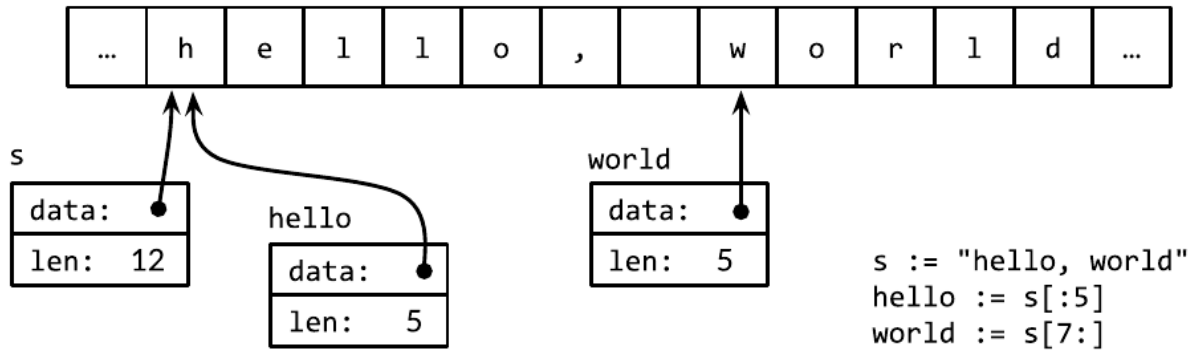 … h e l l o , w o r l d …
s
data:
len: 12
hello
data:
len: 5
world
data:
len: 5
s := "hello, world"
hello := s[:5]
world := s[7:]